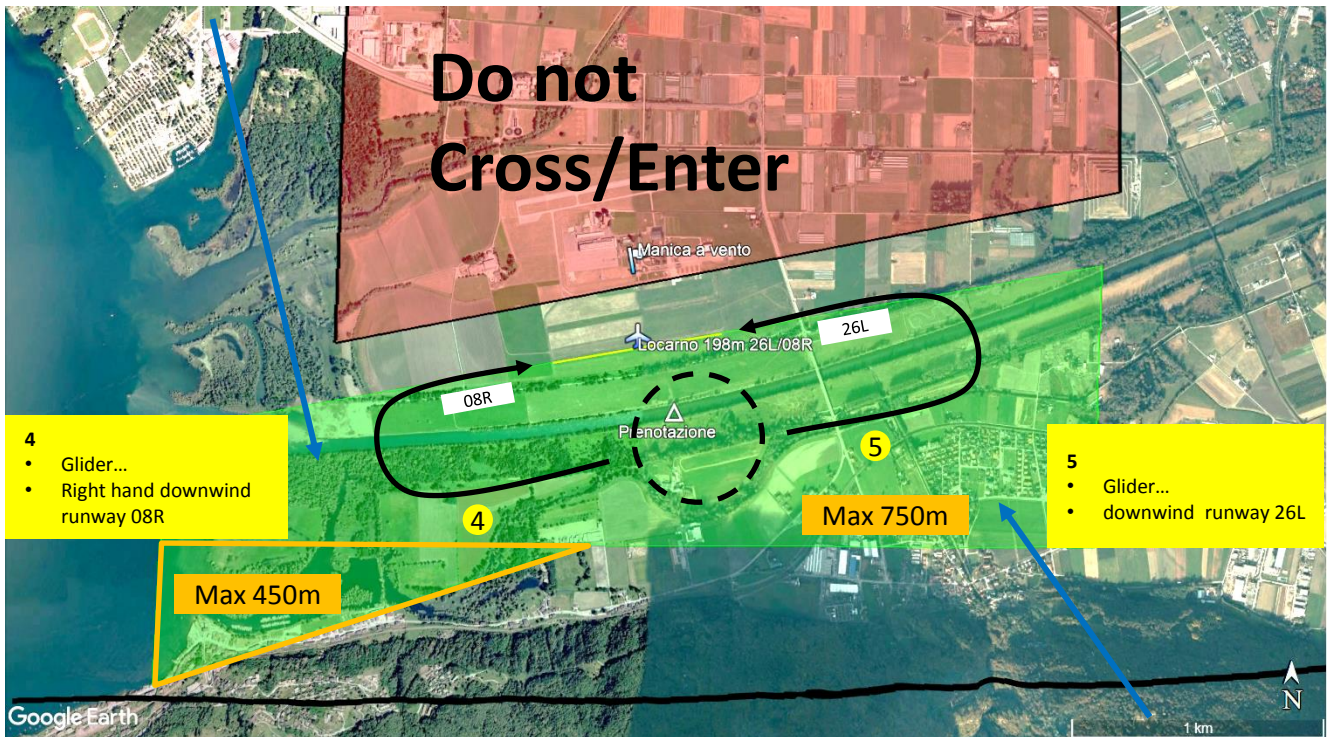 Do not
Cross/Enter
Manica a vento
26L
Locarno 198m 26L/08R
08R
Prenotazione
4
• Glider...
• Right hand downwind
runway 08R
5
5
• Glider...
• downwind runway 26L
4
Max 750m
Max 450m
N
Google Earth
1 km